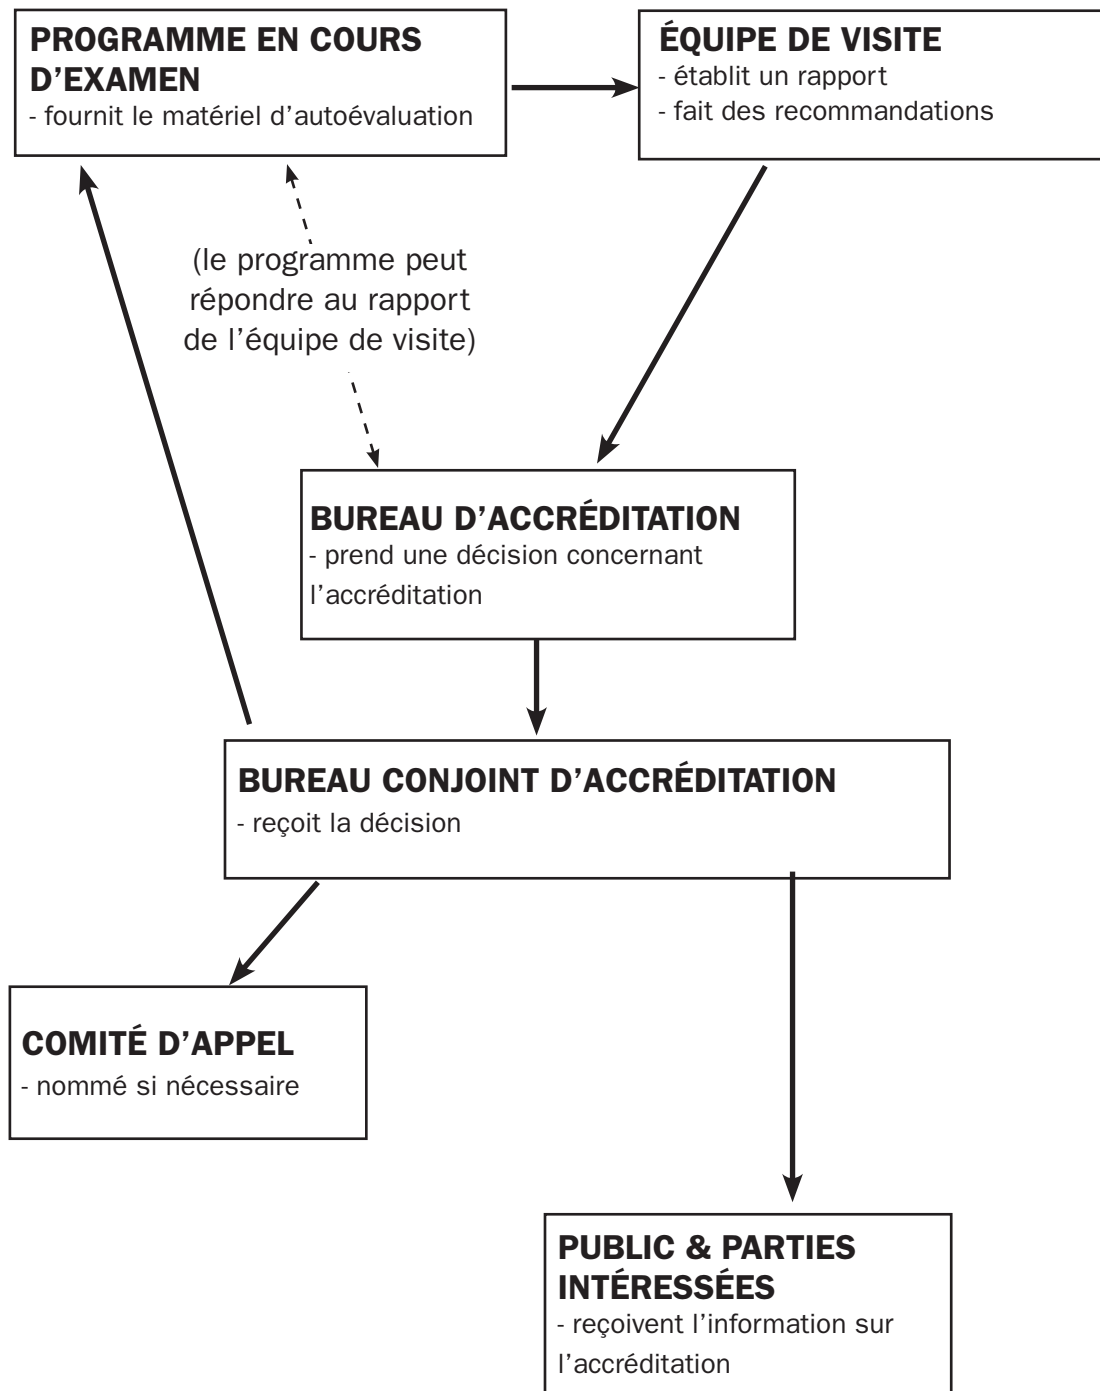 PROGRAMME EN COURS
D’EXAMEN
- fournit le matériel d’autoévaluation
ÉQUIPE DE VISITE
- établit un rapport
- fait des recommandations
(le programme peut
répondre au rapport
de l’équipe de visite)
BUREAU D’ACCRÉDITATION
- prend une décision concernant
l’accréditation
BUREAU CONJOINT D’ACCRÉDITATION
- reçoit la décision
COMITÉ D’APPEL
- nommé si nécessaire
PUBLIC & PARTIES
INTÉRESSÉES
- reçoivent l’information sur
l’accréditation